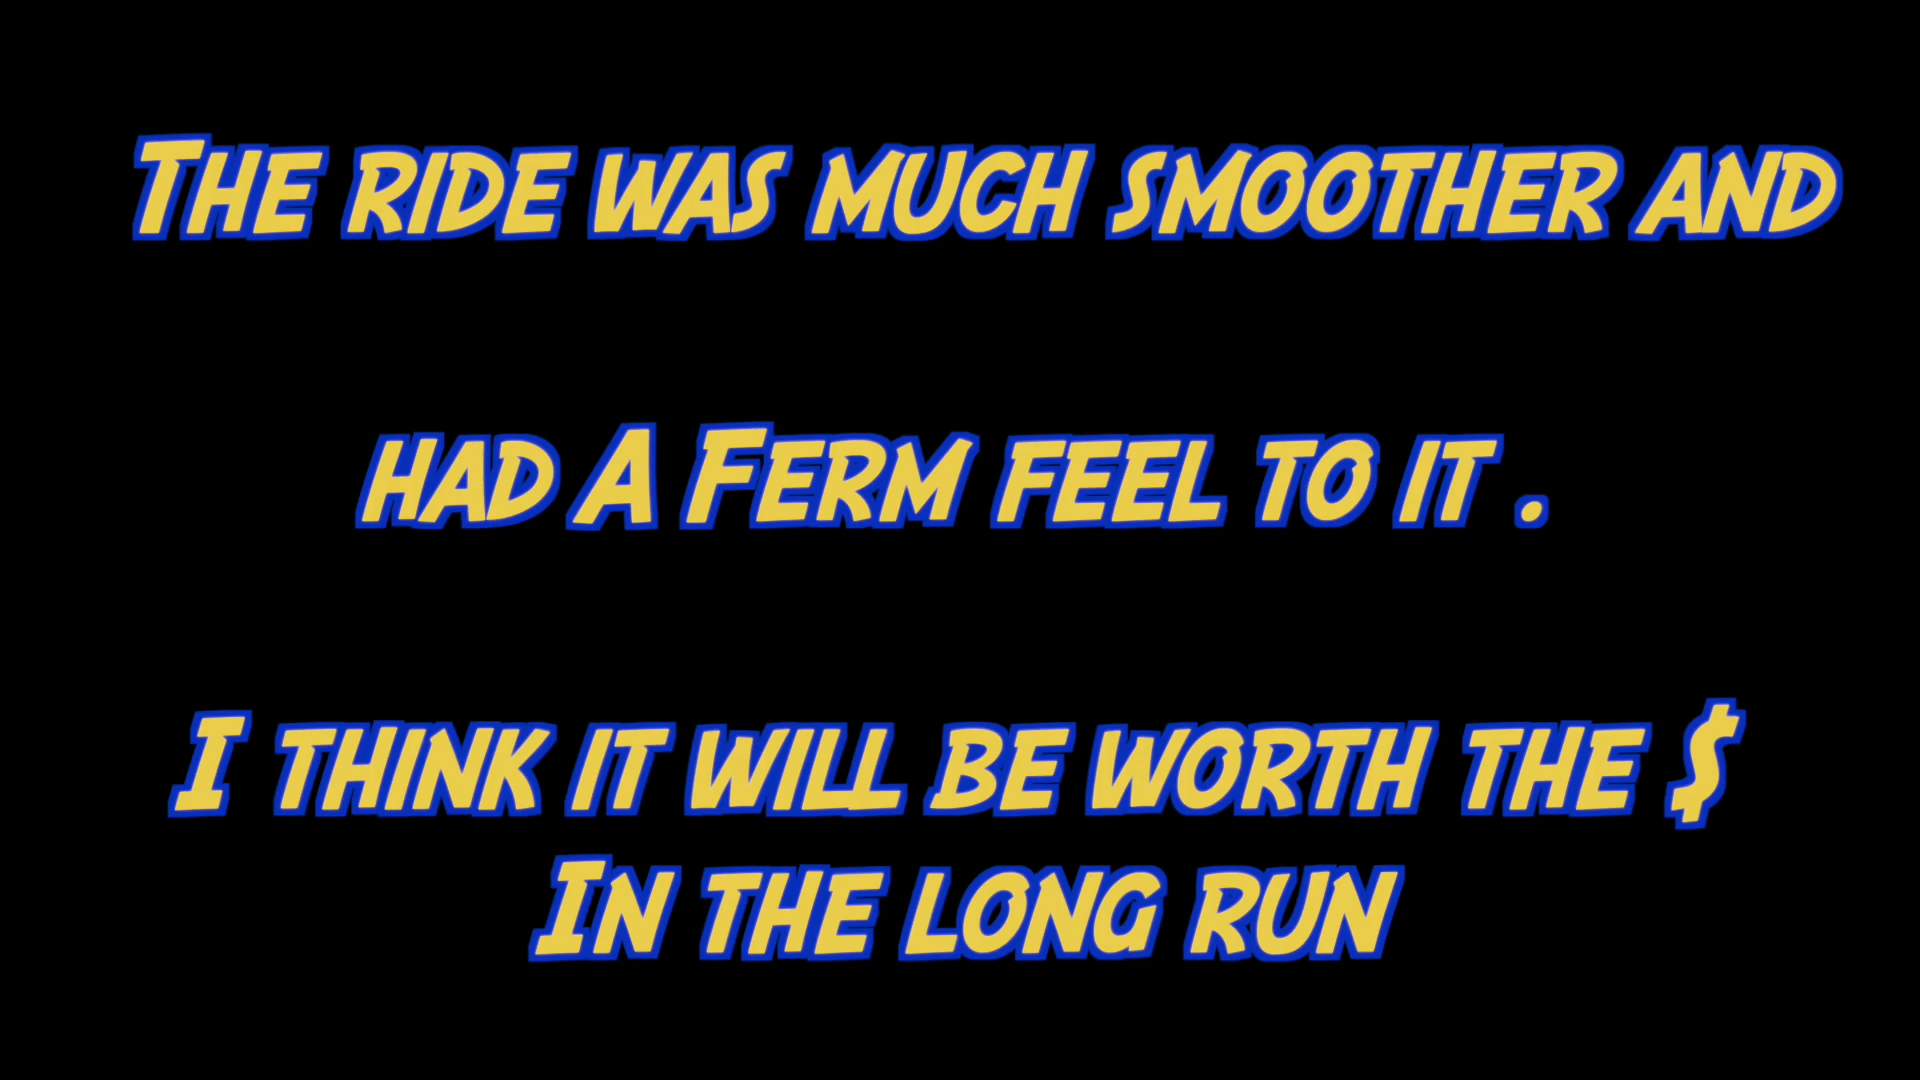 The ride was much smoother and
had A Ferm feel to it .
I think it will be worth the $
In the long run